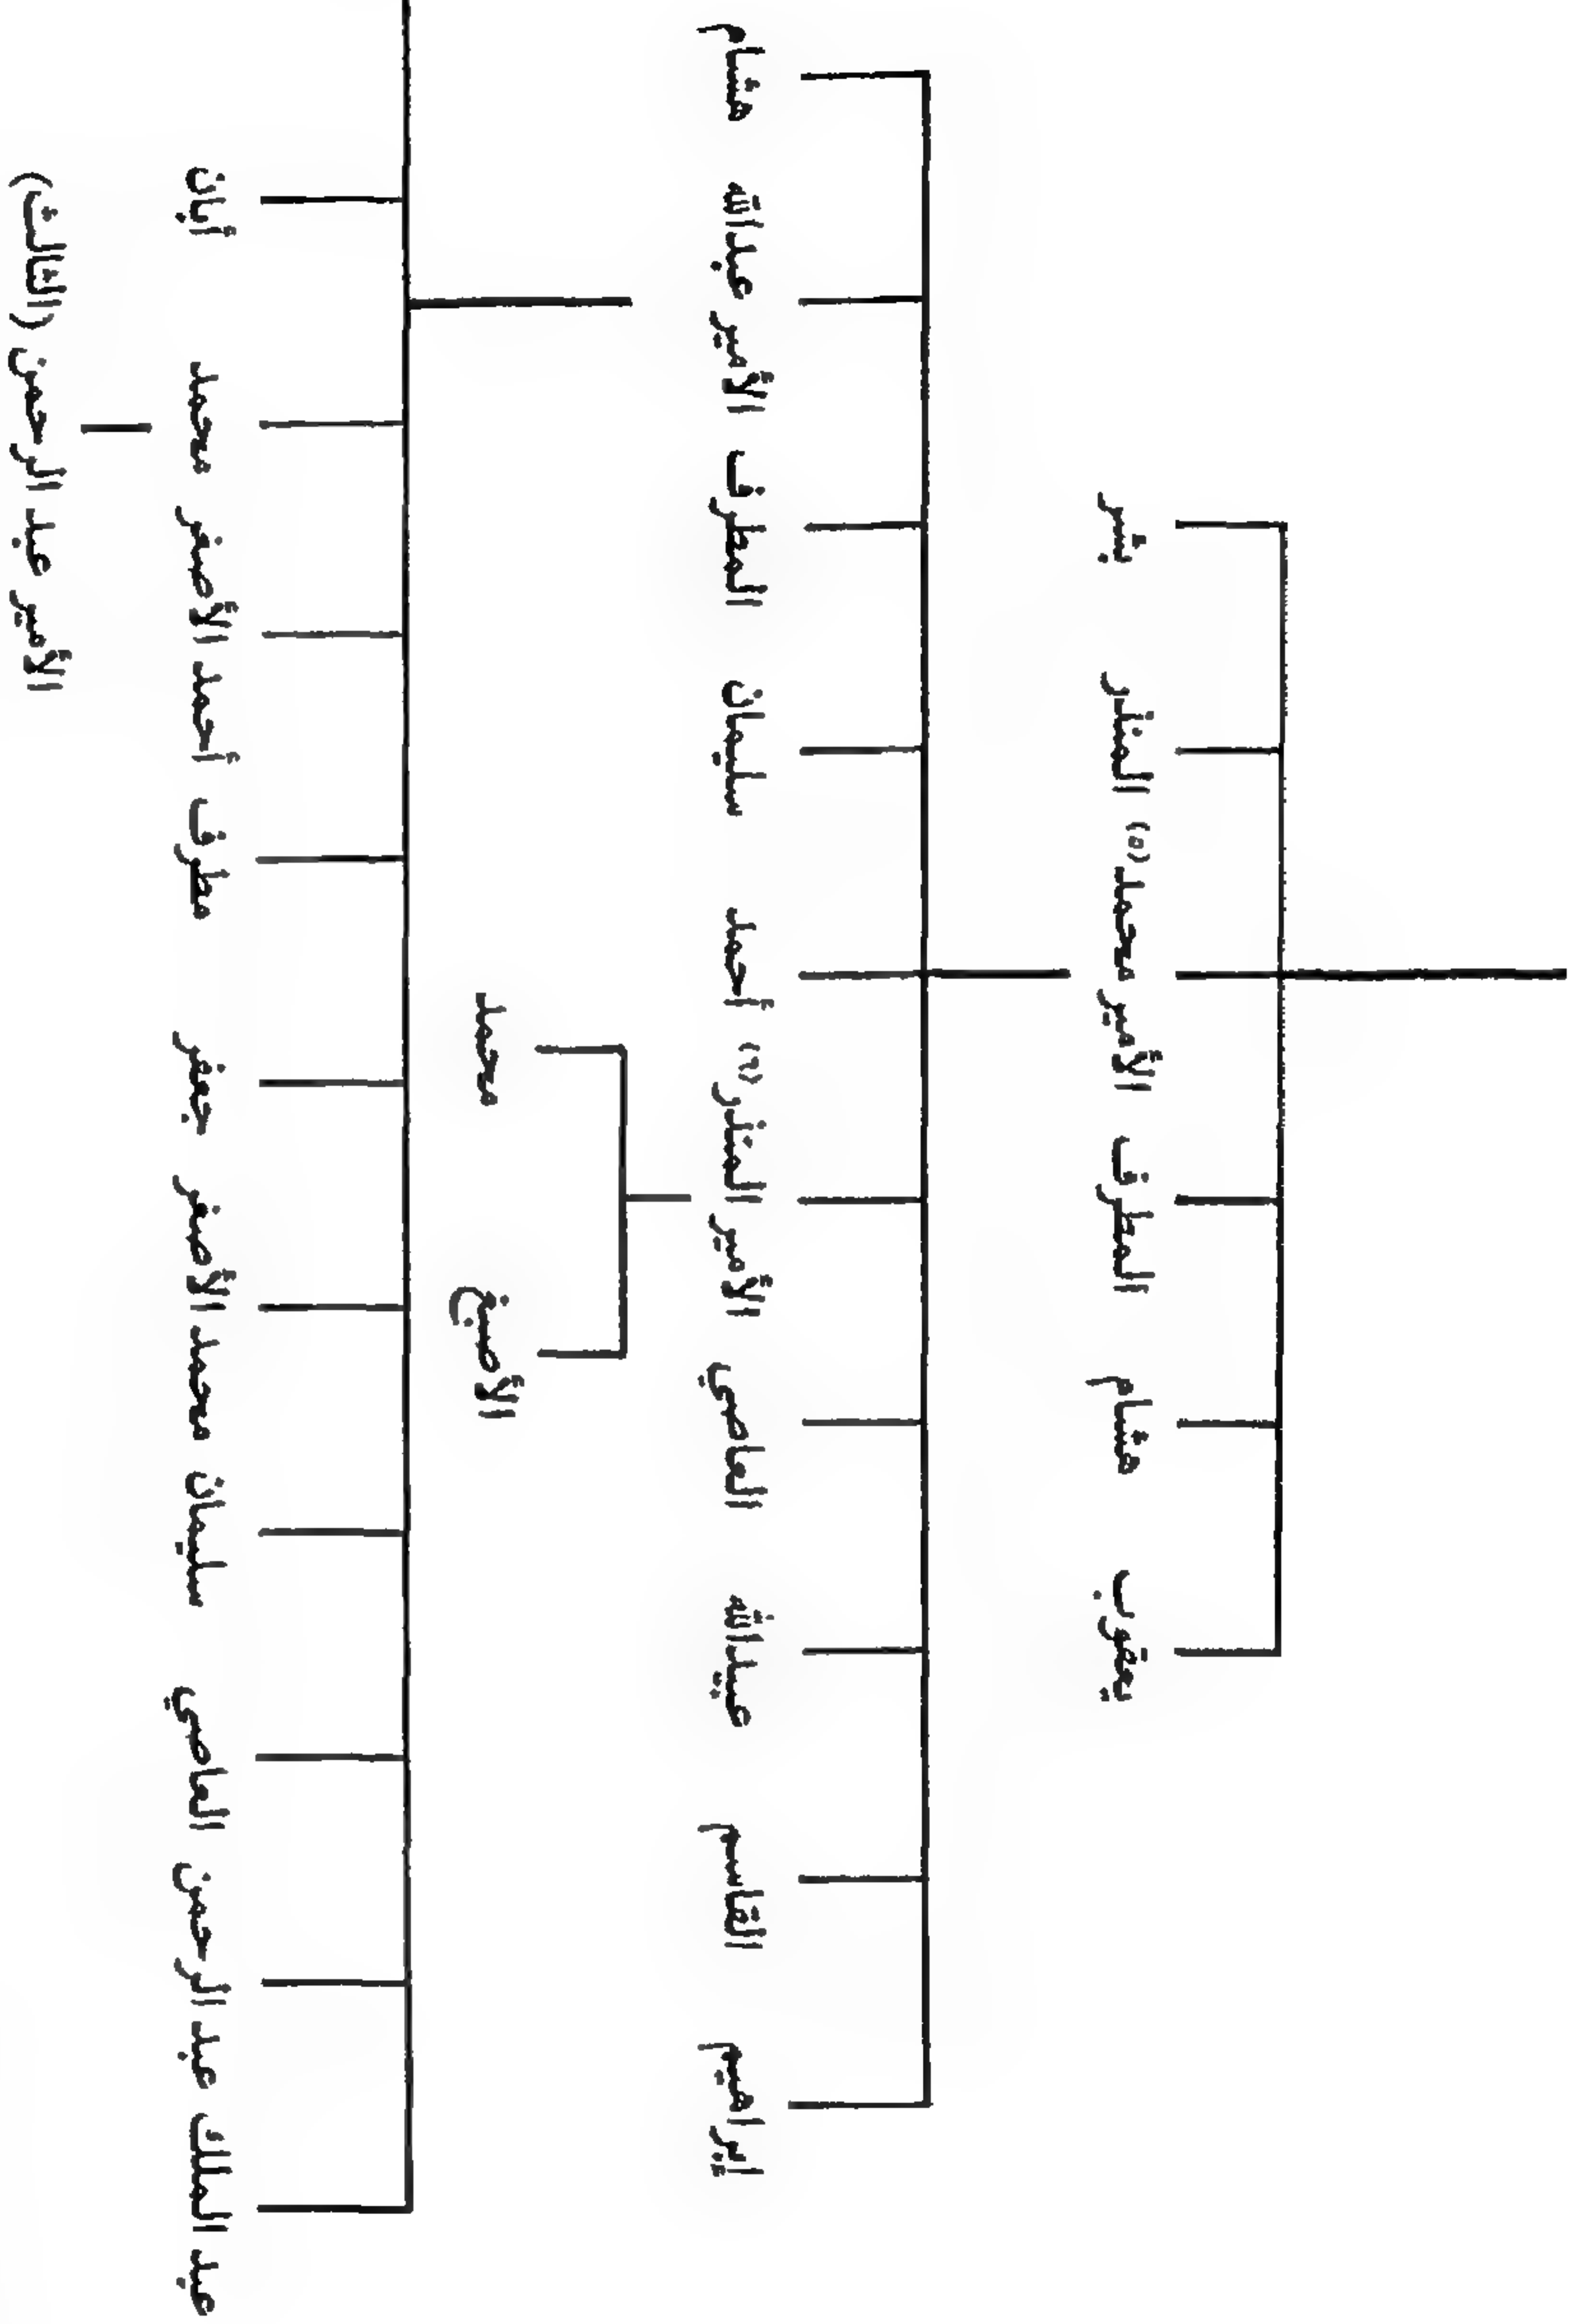 يعقوب هشام المطرف الأمير محمد (٥) المنذر بشر
ابراهيم القاسم عبيدالله العاصي الأمير المنذر (٦) أحمد سليمان المطرف الأمير عبدالله هشام
الأصبغ محمد
عبد الملك عبد الرحمن العاصي سليمان محمد الأصغر جعفر مطرف أحمد الأصغر محمد أبان
الأمير عبد الرحمن (الثالث)